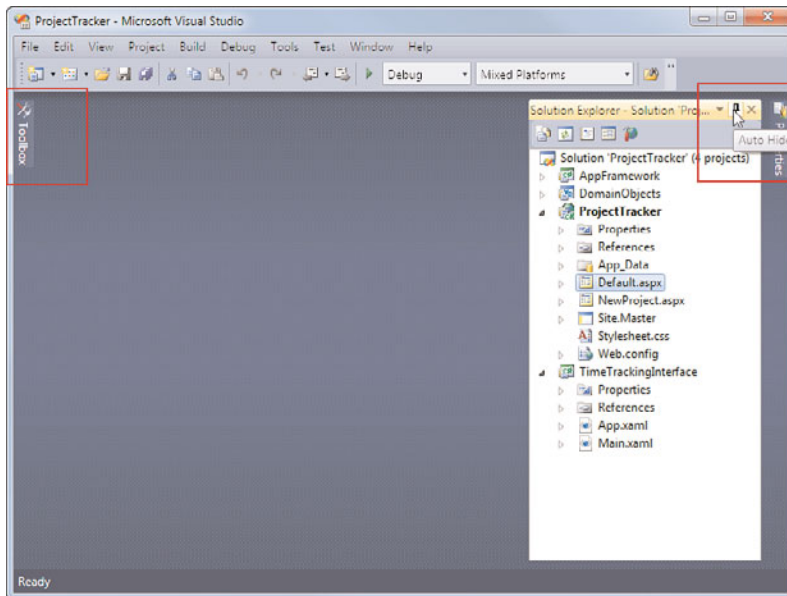 ProjectTracker - Microsoft Visual Studio
File Edit View Project Build Debug Tools Test Window Help
Debug Mixed Platforms
Toolbox
Solution Explorer - Solution 'Proj...
Auto Hide
Solution 'ProjectTracker' (4 projects)
AppFramework
DomainObjects
ProjectTracker
Properties
References
App_Data
Default.aspx
NewProject.aspx
Site.Master
Stylesheet.css
Web.config
TimeTrackingInterface
Properties
References
App.xaml
Main.xaml
Ready